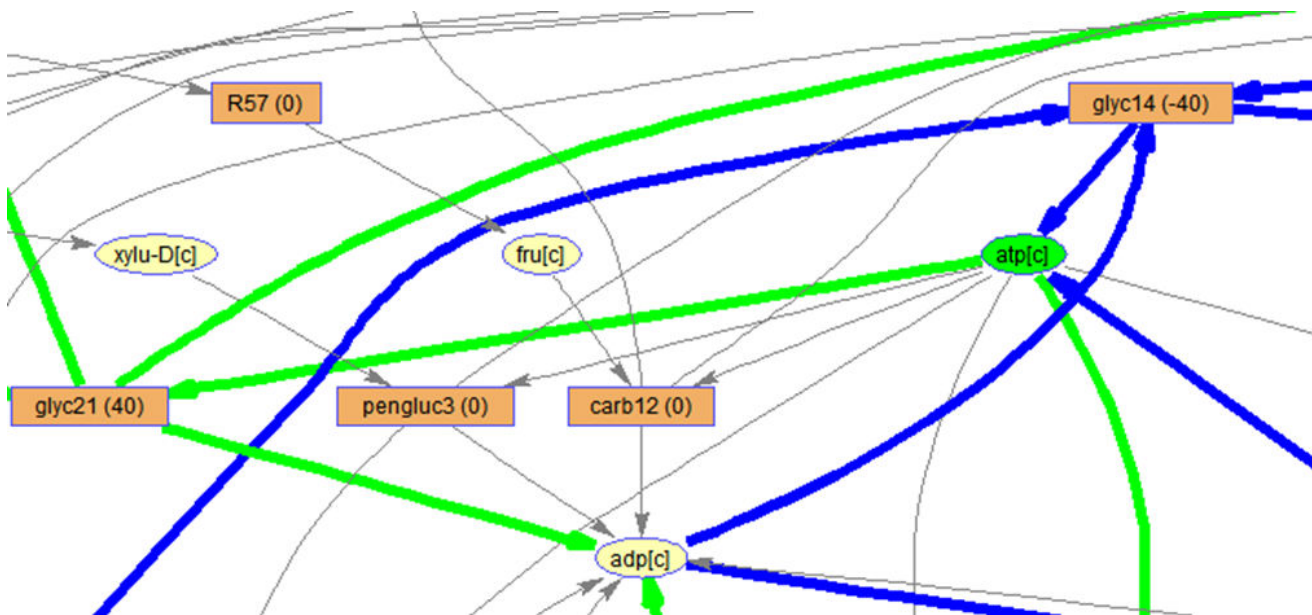 R57 (0)
glyc14 (-40)
xylu-D[c]
fru[c]
atp[c]
glyc21 (40)
pengluc3 (0)
carb12 (0)
adp[c]